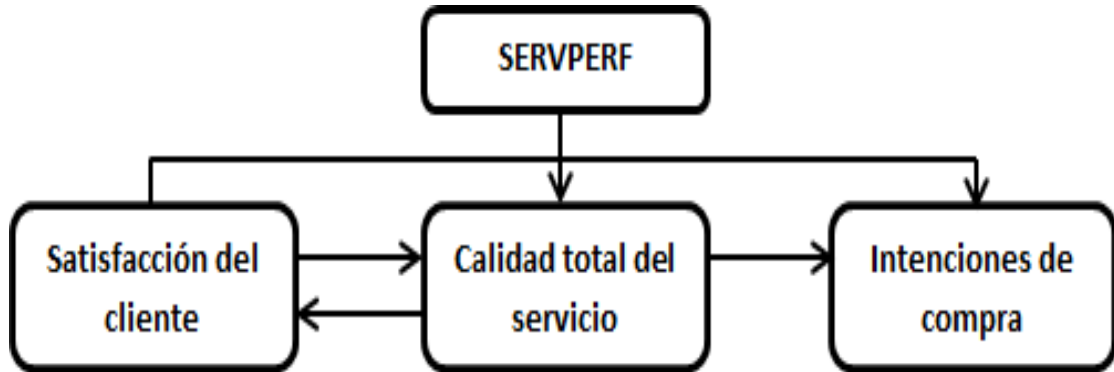 SERVPERF
Satisfacción del
cliente
Calidad total del
servicio
Intenciones de
compra